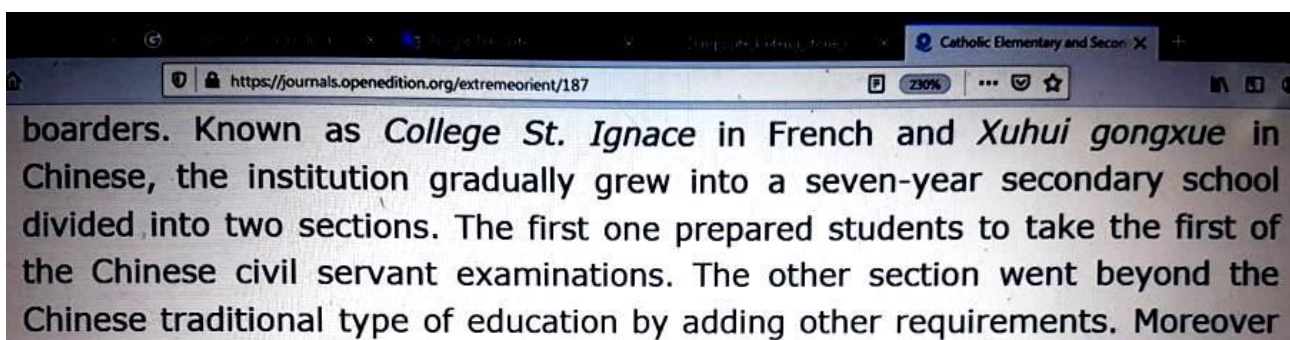 Catholic Elementary and Secon
https://journals.openedition.org/extremeorient/187
230%
boarders. Known as College St. Ignace in French and Xuhui gongxue in
Chinese, the institution gradually grew into a seven-year secondary school
divided into two sections. The first one prepared students to take the first of
the Chinese civil servant examinations. The other section went beyond the
Chinese traditional type of education by adding other requirements. Moreover